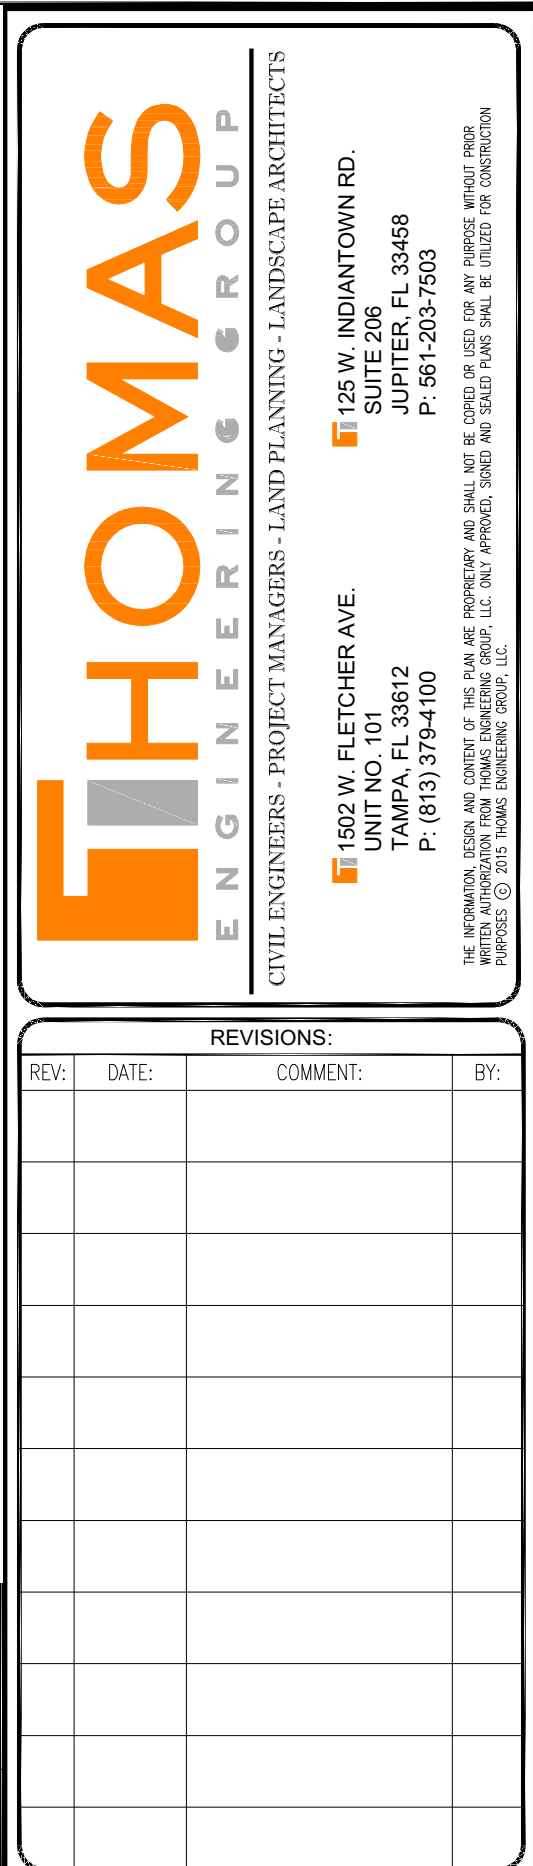 THOMAS
ENGINEERING GROUP
CIVIL ENGINEERS - PROJECT MANAGERS - LAND PLANNING - LANDSCAPE ARCHITECTS
1502 W. FLETCHER AVE.
UNIT NO. 101
TAMPA, FL 33612
P: (813) 379-4100
125 W. INDIANTOWN RD.
SUITE 206
JUPITER, FL 33458
P: 561-203-7503
THE INFORMATION, DESIGN AND CONTENT OF THIS PLAN ARE PROPRIETARY AND SHALL NOT BE COPIED OR USED FOR ANY PURPOSE WITHOUT PRIOR
WRITTEN AUTHORIZATION FROM THOMAS ENGINEERING GROUP, LLC. ONLY APPROVED, SIGNED AND SEALED PLANS SHALL BE UTILIZED FOR CONSTRUCTION
PURPOSES © 2015 THOMAS ENGINEERING GROUP, LLC.
REVISIONS:
REV: DATE: COMMENT: BY: